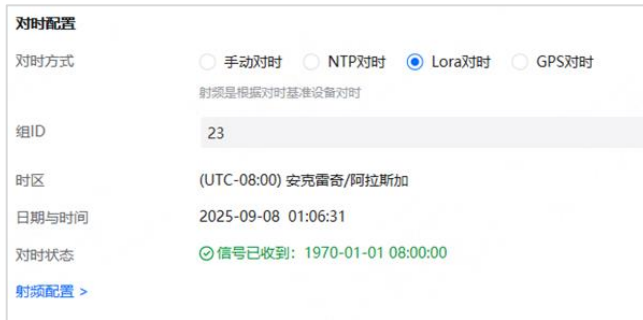 对时配置
对时方式 手动对时 NTP对时 Lora对时 GPS对时
射频是根据对时基准设备对时
组ID 23
时区 (UTC-08:00) 安克雷奇/阿拉斯加
日期与时间 2025-09-08 01:06:31
对时状态 信号已收到：1970-01-01 08:00:00
射频配置 >